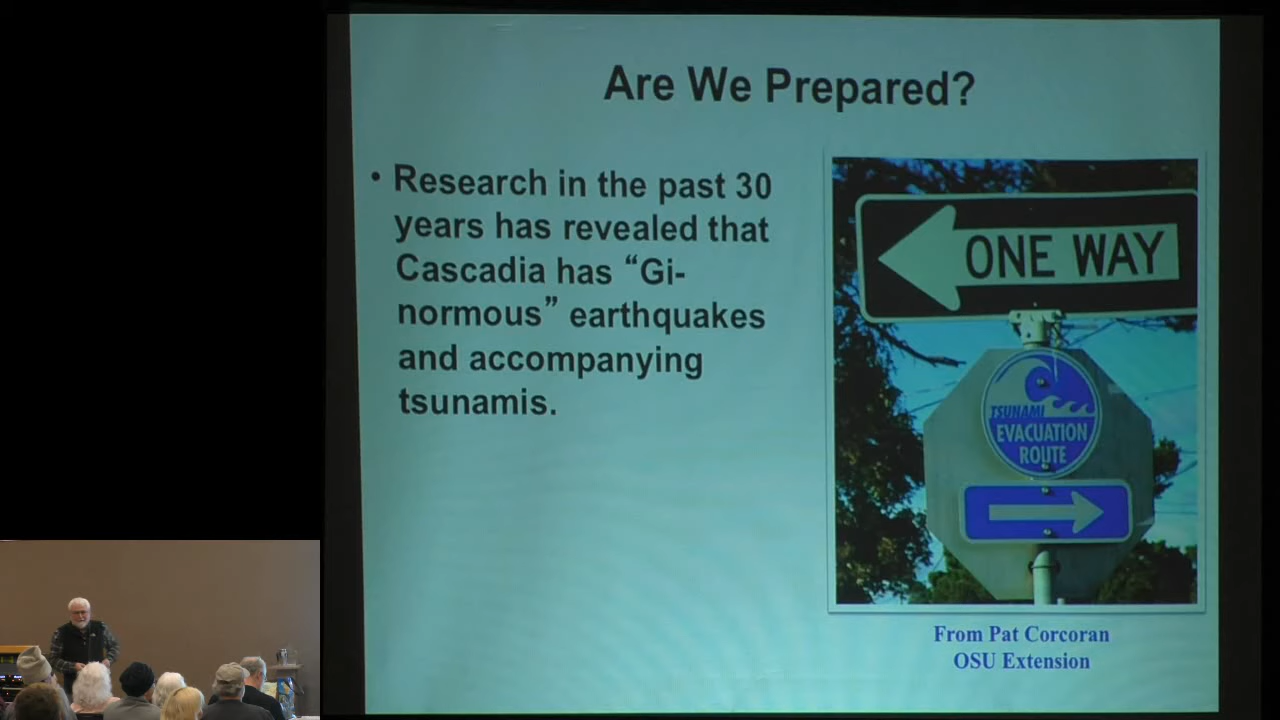 Are We Prepared?
• Research in the past 30
years has revealed that
Cascadia has “Gi-
normous” earthquakes
and accompanying
tsunamis.
ONE WAY
TSUNAMI
EVACUATION
ROUTE
From Pat Corcoran
OSU Extension